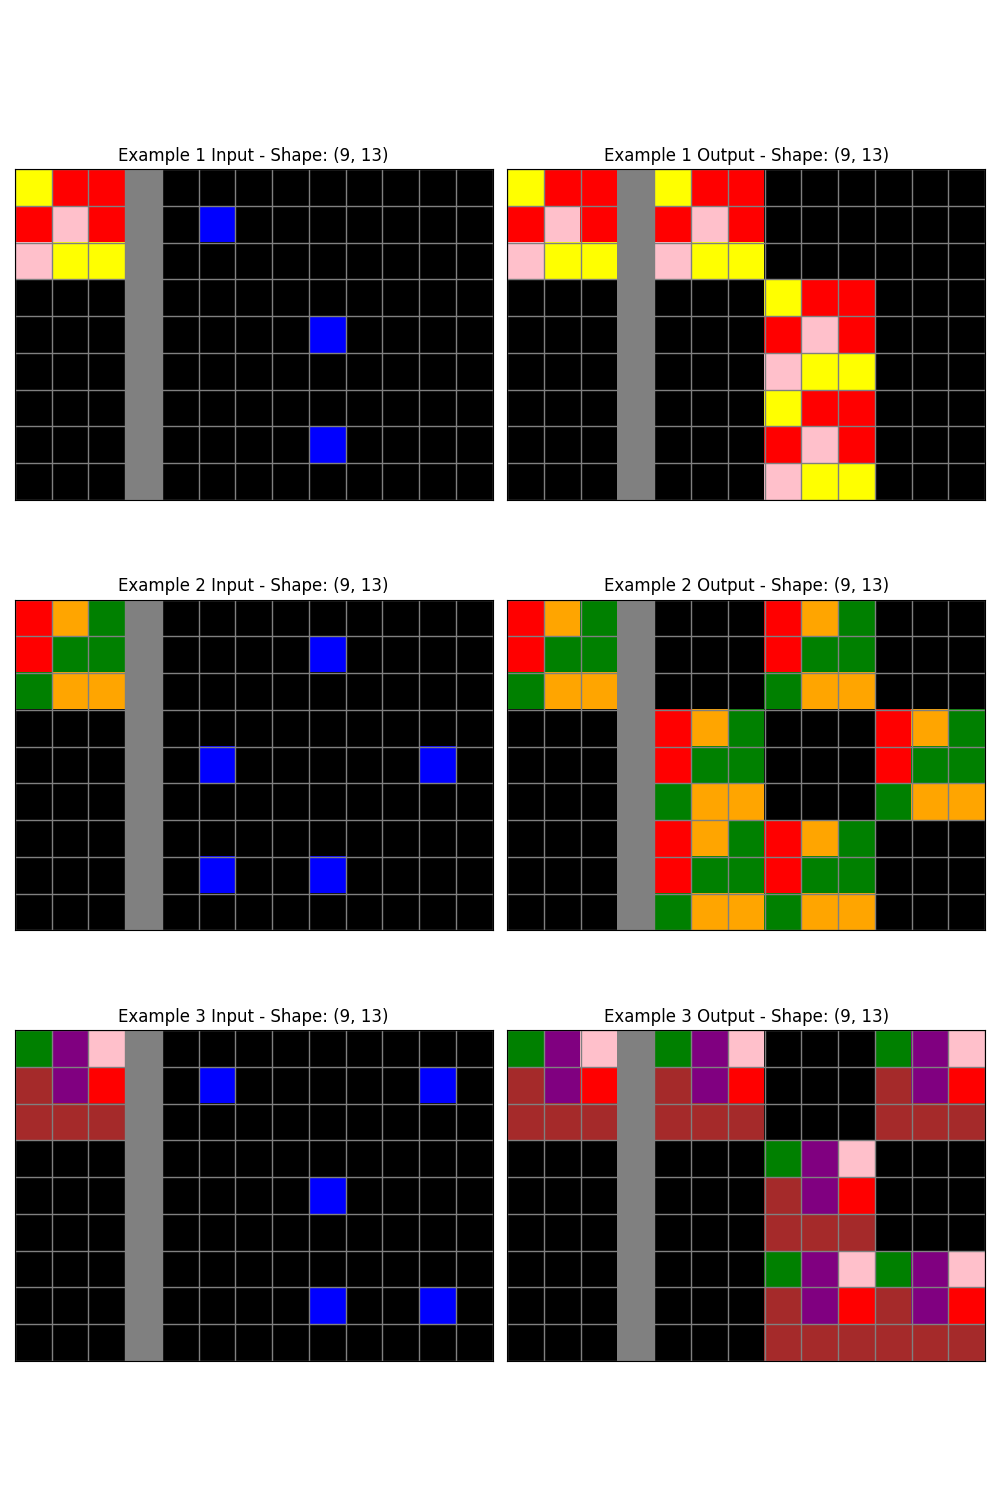 Example 1 Input - Shape: (9, 13)
Example 1 Output - Shape: (9, 13)
Example 2 Input - Shape: (9, 13)
Example 2 Output - Shape: (9, 13)
Example 3 Input - Shape: (9, 13)
Example 3 Output - Shape: (9, 13)